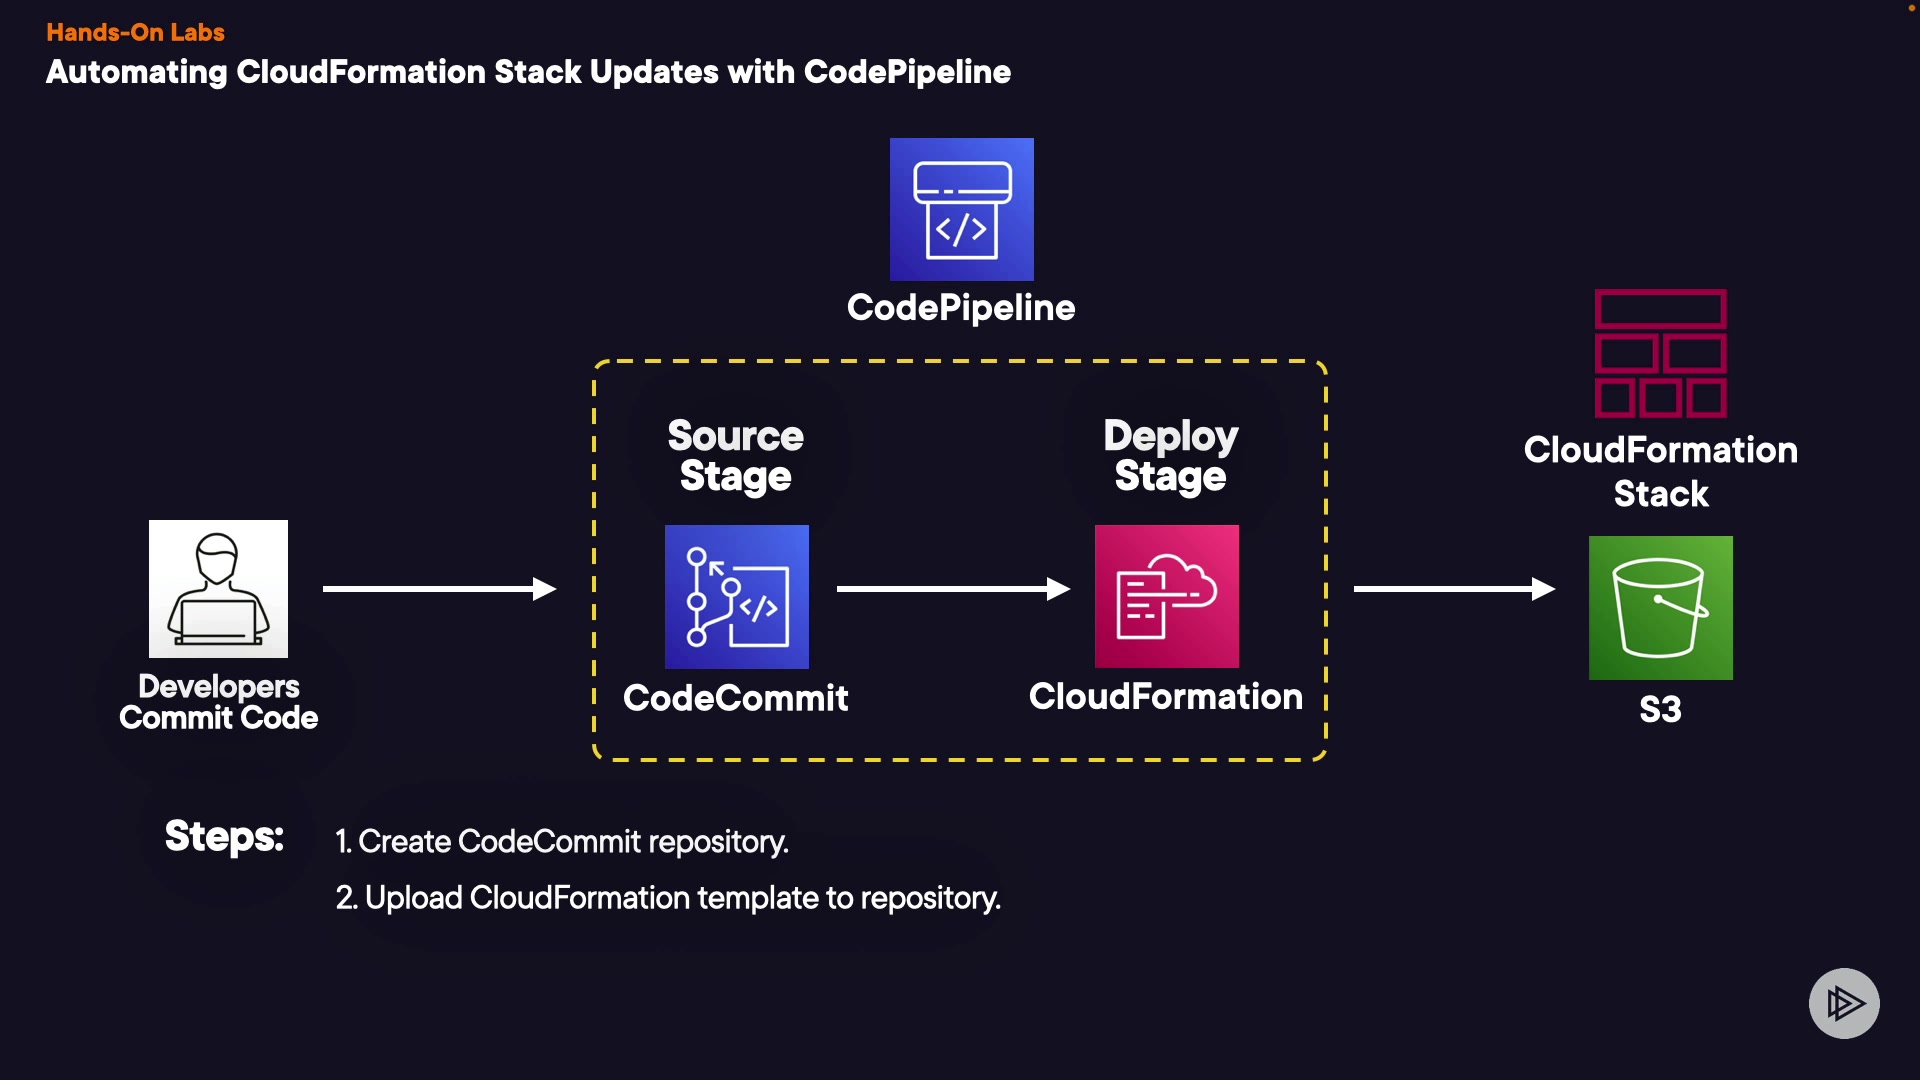 Hands-On Labs
Automating CloudFormation Stack Updates with CodePipeline
CodePipeline
Source
Stage
Deploy
Stage
CloudFormation
Stack
Developers
Commit Code
CodeCommit
CloudFormation
S3
Steps:
1. Create CodeCommit repository.
2. Upload CloudFormation template to repository.